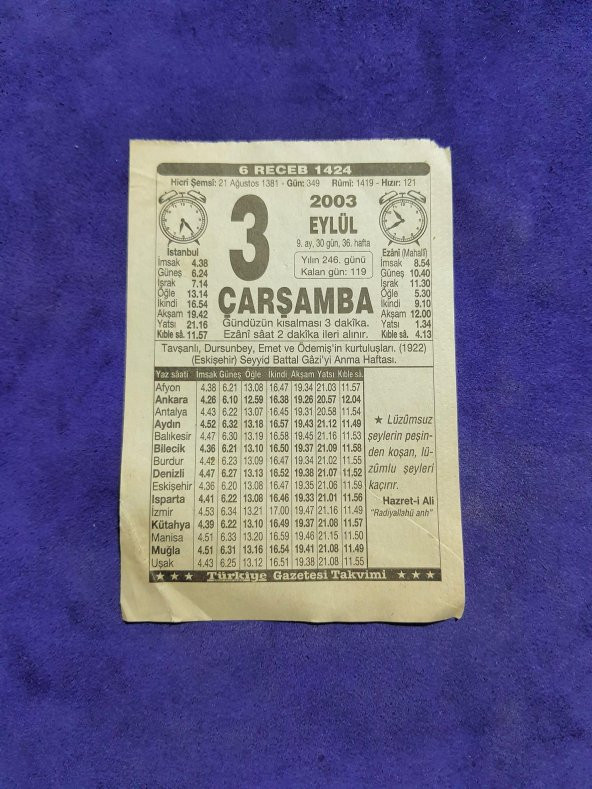 6 RECEB 1424
Hicrî Şemsî: 21 Ağustos 1381 - Gün: 349 Rûmî: 1419 - Hızır: 121
İstanbul
İmsak 4.38
Güneş 6.24
İşrak 7.14
Öğle 13.14
İkindi 16.54
Akşam 19.42
Yatsı 21.16
Kıble sâ. 11.57
3
2003
EYLÜL
9. ay, 30 gün, 36. hafta
Yılın 246. günü
Kalan gün: 119
Ezânî (Mahallî)
İmsak 8.54
Güneş 10.40
İşrak 11.30
Öğle 5.30
İkindi 9.10
Akşam 12.00
Yatsı 1.34
Kıble sâ. 4.13
ÇARŞAMBA
Gündüzün kısalması 3 dakîka.
Ezânî sâat 2 dakîka ileri alınır.
Tavşanlı, Dursunbey, Emet ve Ödemiş'in kurtuluşları. (1922)
(Eskişehir) Seyyid Battal Gâzi'yi Anma Haftası.
Yaz sâati İmsak Güneş Öğle İkindi Akşam Yatsı Kıble sâ.
Afyon 4.38 6.21 13.08 16.47 19.34 21.03 11.57
Ankara 4.26 6.10 12.59 16.38 19.26 20.57 12.04
Antalya 4.43 6.22 13.07 16.45 19.31 20.58 11.54
Aydın 4.52 6.32 13.18 16.57 19.43 21.12 11.49
Balıkesir 4.47 6.30 13.19 16.58 19.45 21.16 11.53
Bilecik 4.36 6.21 13.10 16.50 19.37 21.09 11.58
Burdur 4.42 6.23 13.09 16.47 19.34 21.02 11.55
Denizli 4.47 6.27 13.13 16.52 19.38 21.07 11.52
Eskişehir 4.36 6.20 13.08 16.47 19.35 21.06 11.59
Isparta 4.41 6.22 13.08 16.46 19.33 21.01 11.56
İzmir 4.53 6.34 13.21 17.00 19.47 21.16 11.49
Kütahya 4.39 6.22 13.10 16.49 19.37 21.08 11.57
Manisa 4.51 6.33 13.20 16.59 19.46 21.15 11.50
Muğla 4.51 6.31 13.16 16.54 19.41 21.08 11.49
Uşak 4.43 6.25 13.12 16.51 19.38 21.08 11.55
★ Lüzûmsuz
şeylerin peşin-
den koşan, lü-
zûmlu şeyleri
kaçırır.
Hazret-i Ali
"Radıyallahü anh"
★ ★ ★ Türkiye Gazetesi Takvimi ★ ★ ★